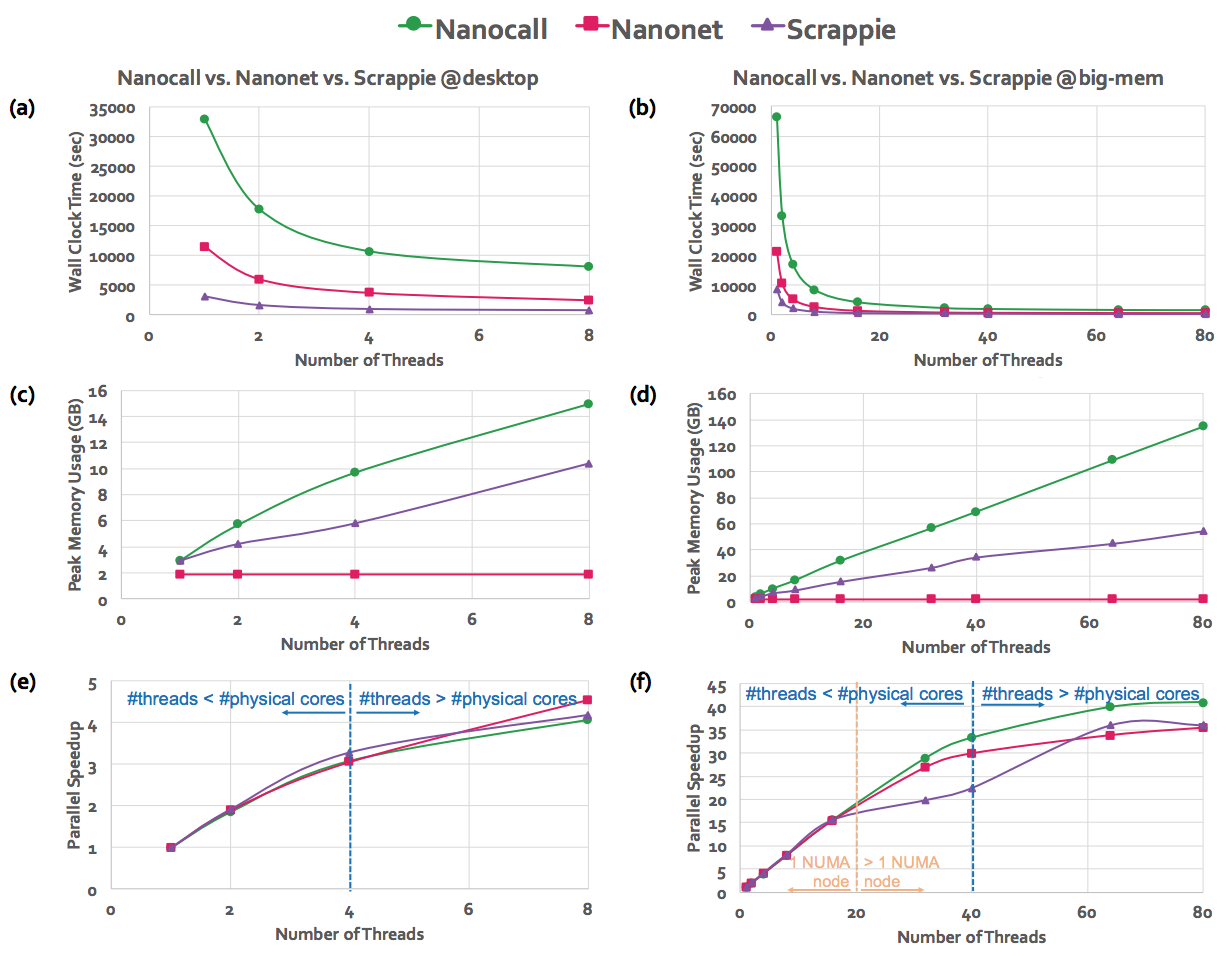 Nanocall Nanonet Scrappie
Nanocall vs. Nanonet vs. Scrappie @desktop
(a)
Wall Clock Time (sec)
35000
30000
25000
20000
15000
10000
5000
0
0 2 4 6 8
Number of Threads
Nanocall vs. Nanonet vs. Scrappie @big-mem
(b)
Wall Clock Time (sec)
70000
60000
50000
40000
30000
20000
10000
0
0 20 40 60 80
Number of Threads
(c)
Peak Memory Usage (GB)
16
14
12
10
8
6
4
2
0
0 2 4 6 8
Number of Threads
(d)
Peak Memory Usage (GB)
160
140
120
100
80
60
40
20
0
0 20 40 60 80
Number of Threads
(e)
Parallel Speedup
5
4
3
2
1
0
#threads < #physical cores #threads > #physical cores
0 2 4 6 8
Number of Threads
(f)
Parallel Speedup
45
40
35
30
25
20
15
10
5
0
#threads < #physical cores #threads > #physical cores
1 NUMA > 1 NUMA
node node
0 20 40 60 80
Number of Threads